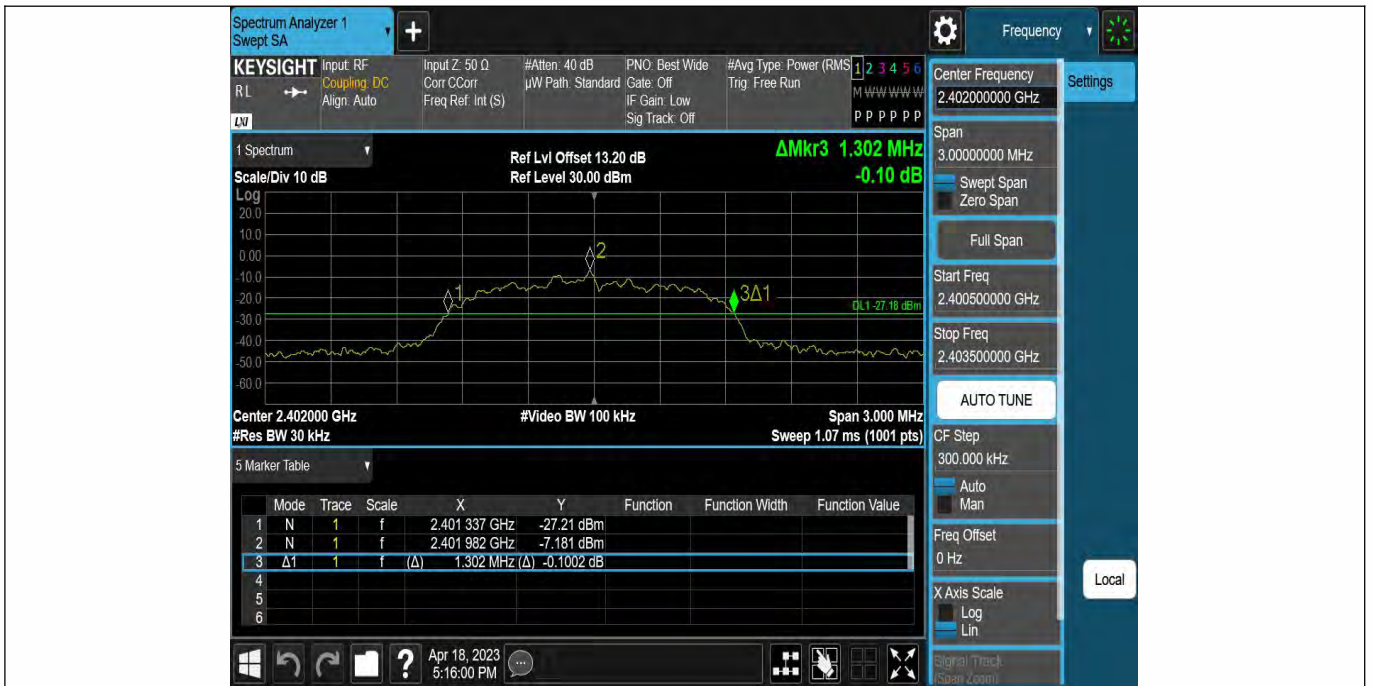 Spectrum Analyzer 1
Swept SA
+
Frequency
KEYSIGHT
RL
LXI
Input: RF
Coupling: DC
Align: Auto
Input Z: 50 Ω
Corr CCorr
Freq Ref: Int (S)
#Atten: 40 dB
µW Path: Standard
PNO: Best Wide
Gate: Off
IF Gain: Low
Sig Track: Off
#Avg Type: Power (RMS
Trig: Free Run
1 2 3 4 5 6
M W W W W W
P P P P P P
1 Spectrum
Scale/Div 10 dB
Ref Lvl Offset 13.20 dB
Ref Level 30.00 dBm
ΔMkr3 1.302 MHz
-0.10 dB
Log
20.0
10.0
0.00
-10.0
-20.0
-30.0
-40.0
-50.0
-60.0
1
2
3Δ1
DL1 -27.18 dBm
Center 2.402000 GHz
#Video BW 100 kHz
Span 3.000 MHz
#Res BW 30 kHz
Sweep 1.07 ms (1001 pts)
5 Marker Table
Mode Trace Scale X Y Function Function Width Function Value
1 N 1 f 2.401 337 GHz -27.21 dBm
2 N 1 f 2.401 982 GHz -7.181 dBm
3 Δ1 1 f (Δ) 1.302 MHz (Δ) -0.1002 dB
4
5
6
?
Apr 18, 2023
5:16:00 PM
Center Frequency
2.402000000 GHz
Span
3.00000000 MHz
Swept Span
Zero Span
Full Span
Start Freq
2.400500000 GHz
Stop Freq
2.403500000 GHz
AUTO TUNE
CF Step
300.000 kHz
Auto
Man
Freq Offset
0 Hz
X Axis Scale
Log
Lin
Signal Track
(Span Zoom)
Settings
Local